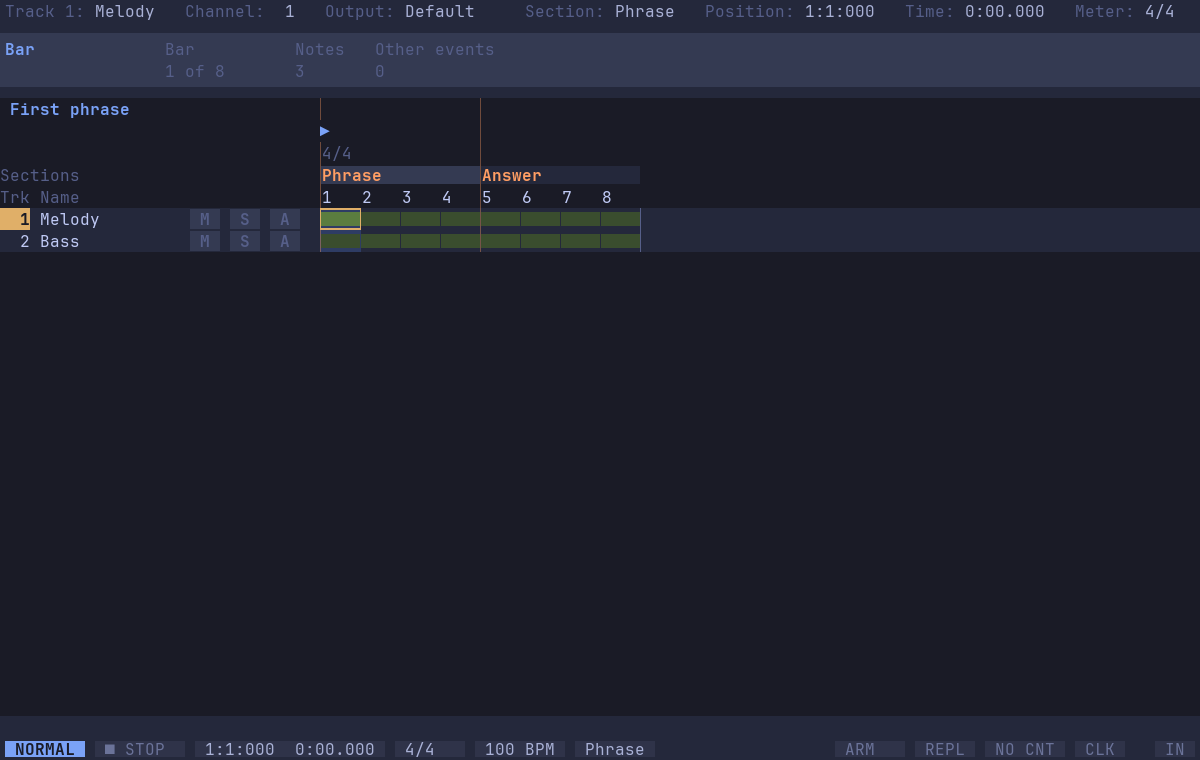 Track 1: Melody Channel: 1 Output: Default Section: Phrase Position: 1:1:000 Time: 0:00.000 Meter: 4/4
Bar Bar Notes Other events
1 of 8 3 0
First phrase
▶
4/4
Sections Phrase Answer
Trk Name 1 2 3 4 5 6 7 8
1 Melody M S A
2 Bass M S A
NORMAL ■ STOP 1:1:000 0:00.000 4/4 100 BPM Phrase ARM REPL NO CNT CLK IN